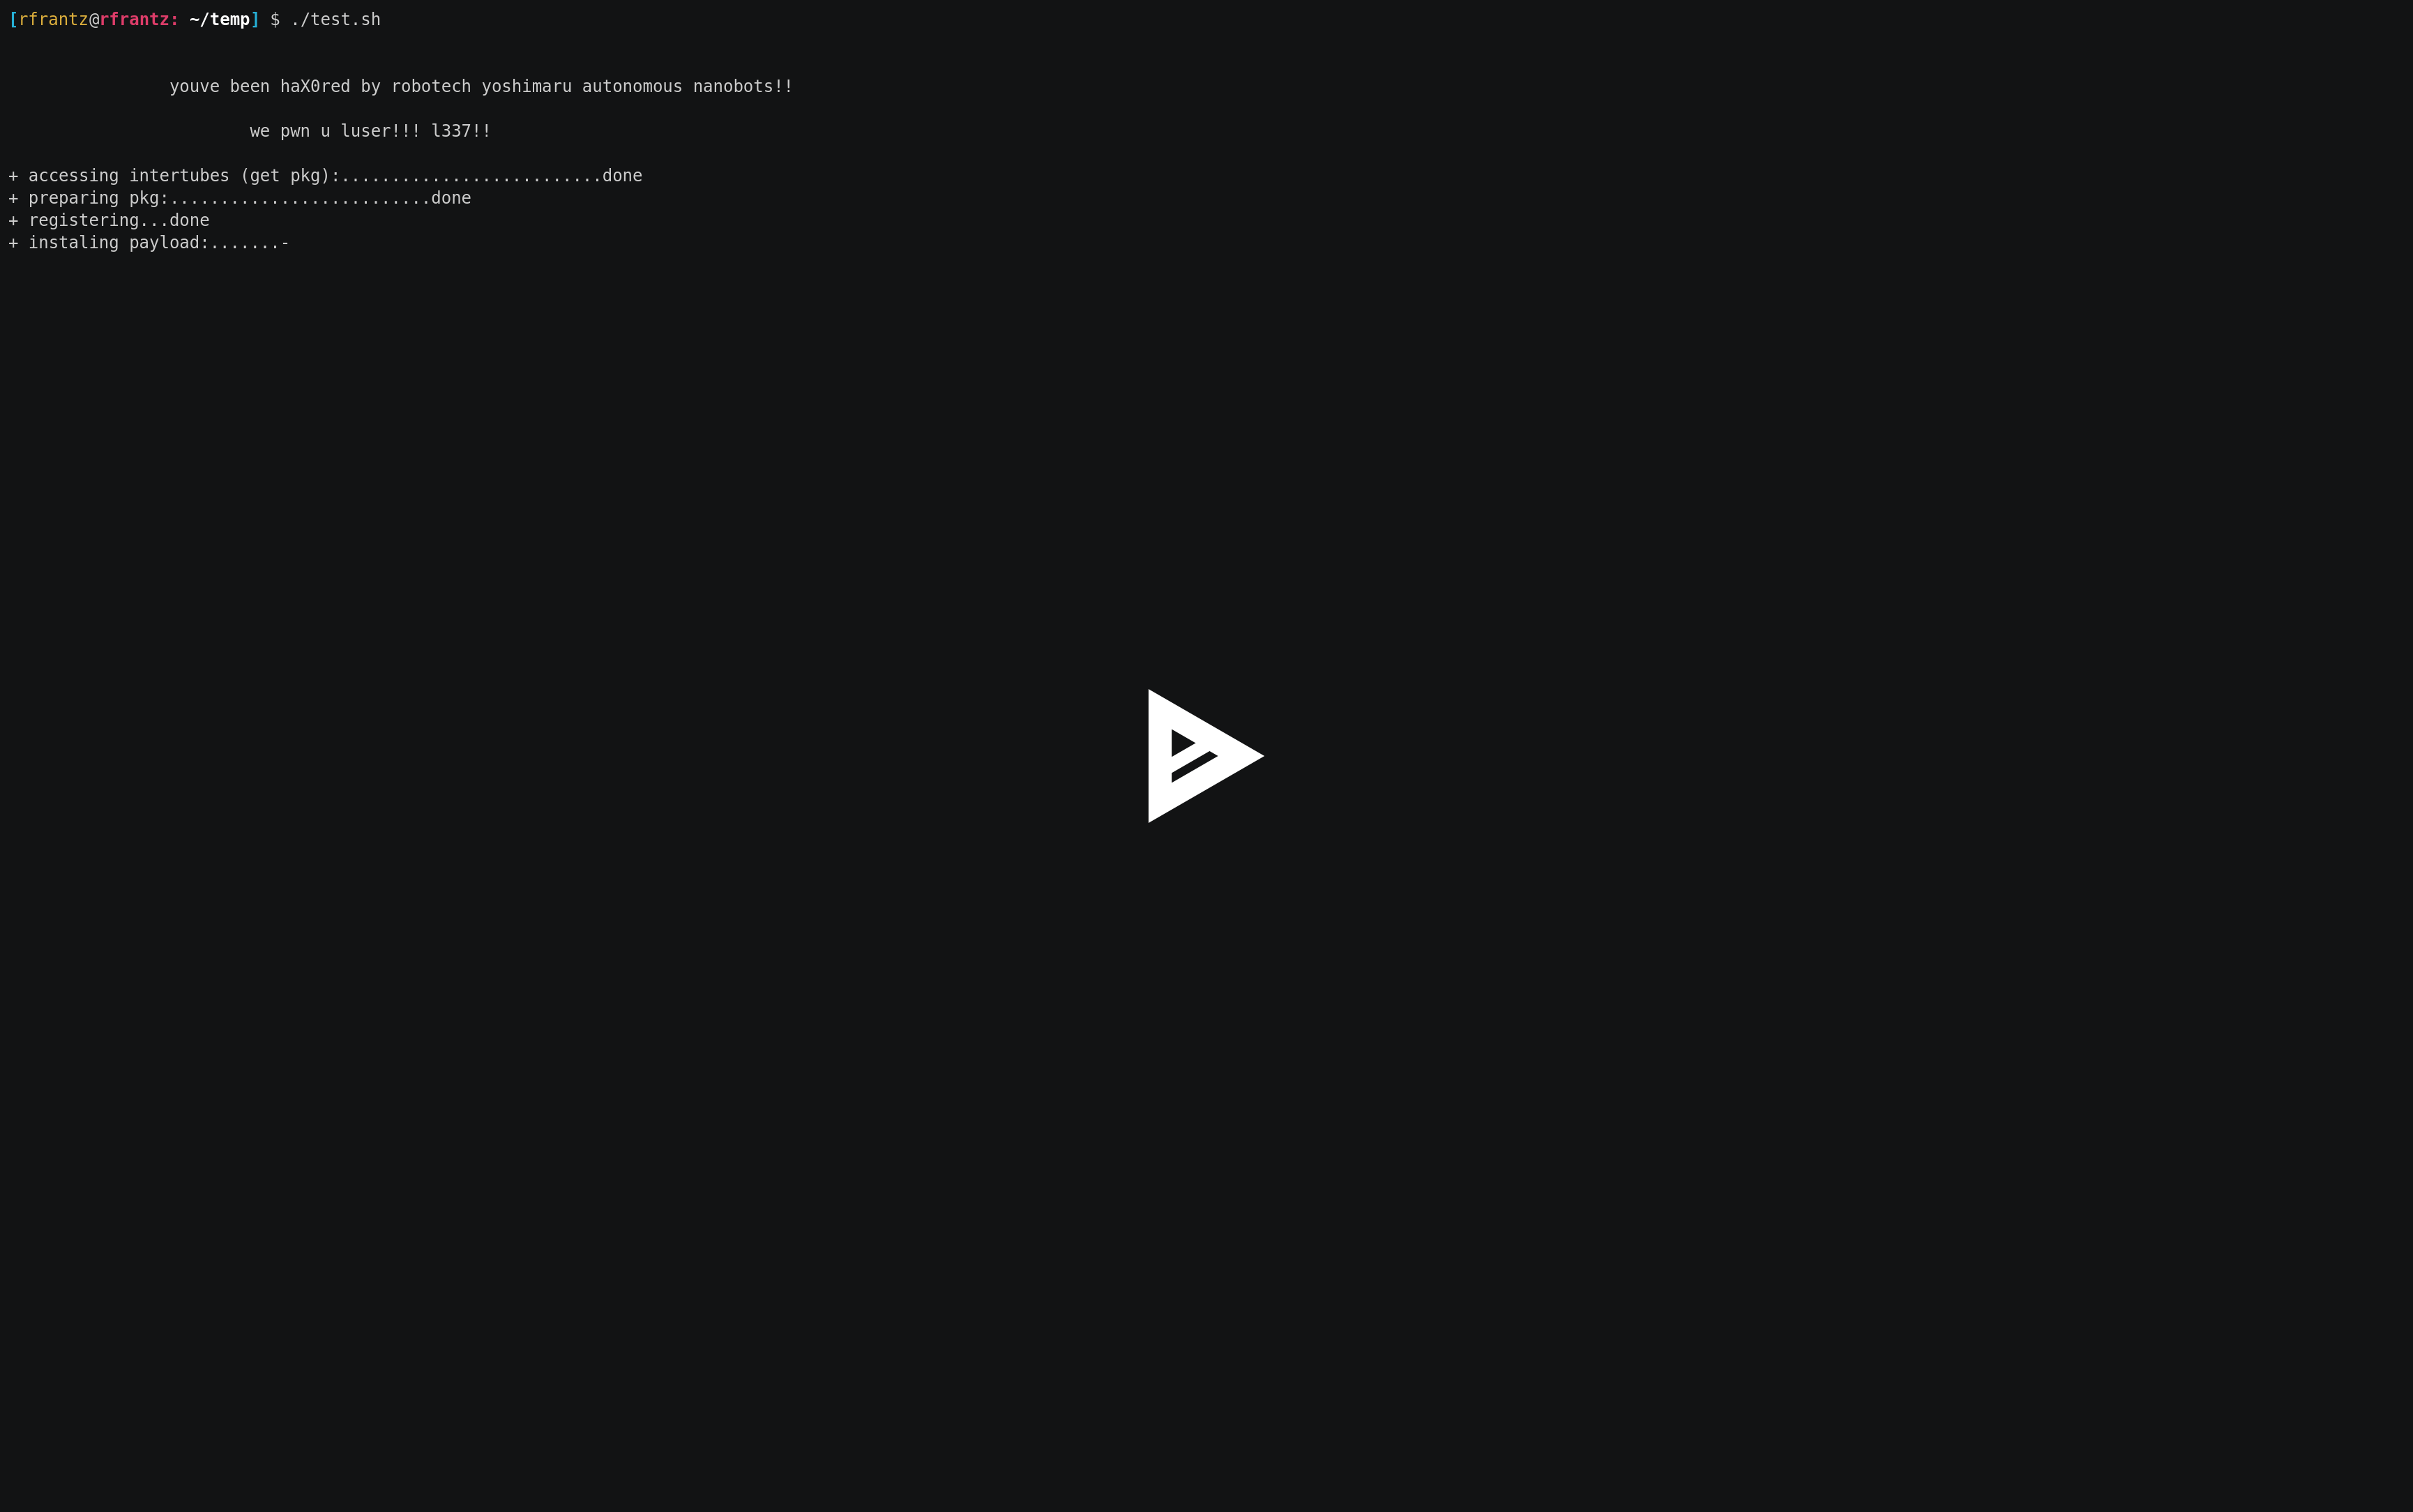 [rfrantz@rfrantz: ~/temp] $ ./test.sh
youve been haX0red by robotech yoshimaru autonomous nanobots!!
we pwn u luser!!! l337!!
+ accessing intertubes (get pkg):..........................done
+ preparing pkg:..........................done
+ registering...done
+ instaling payload:.......-